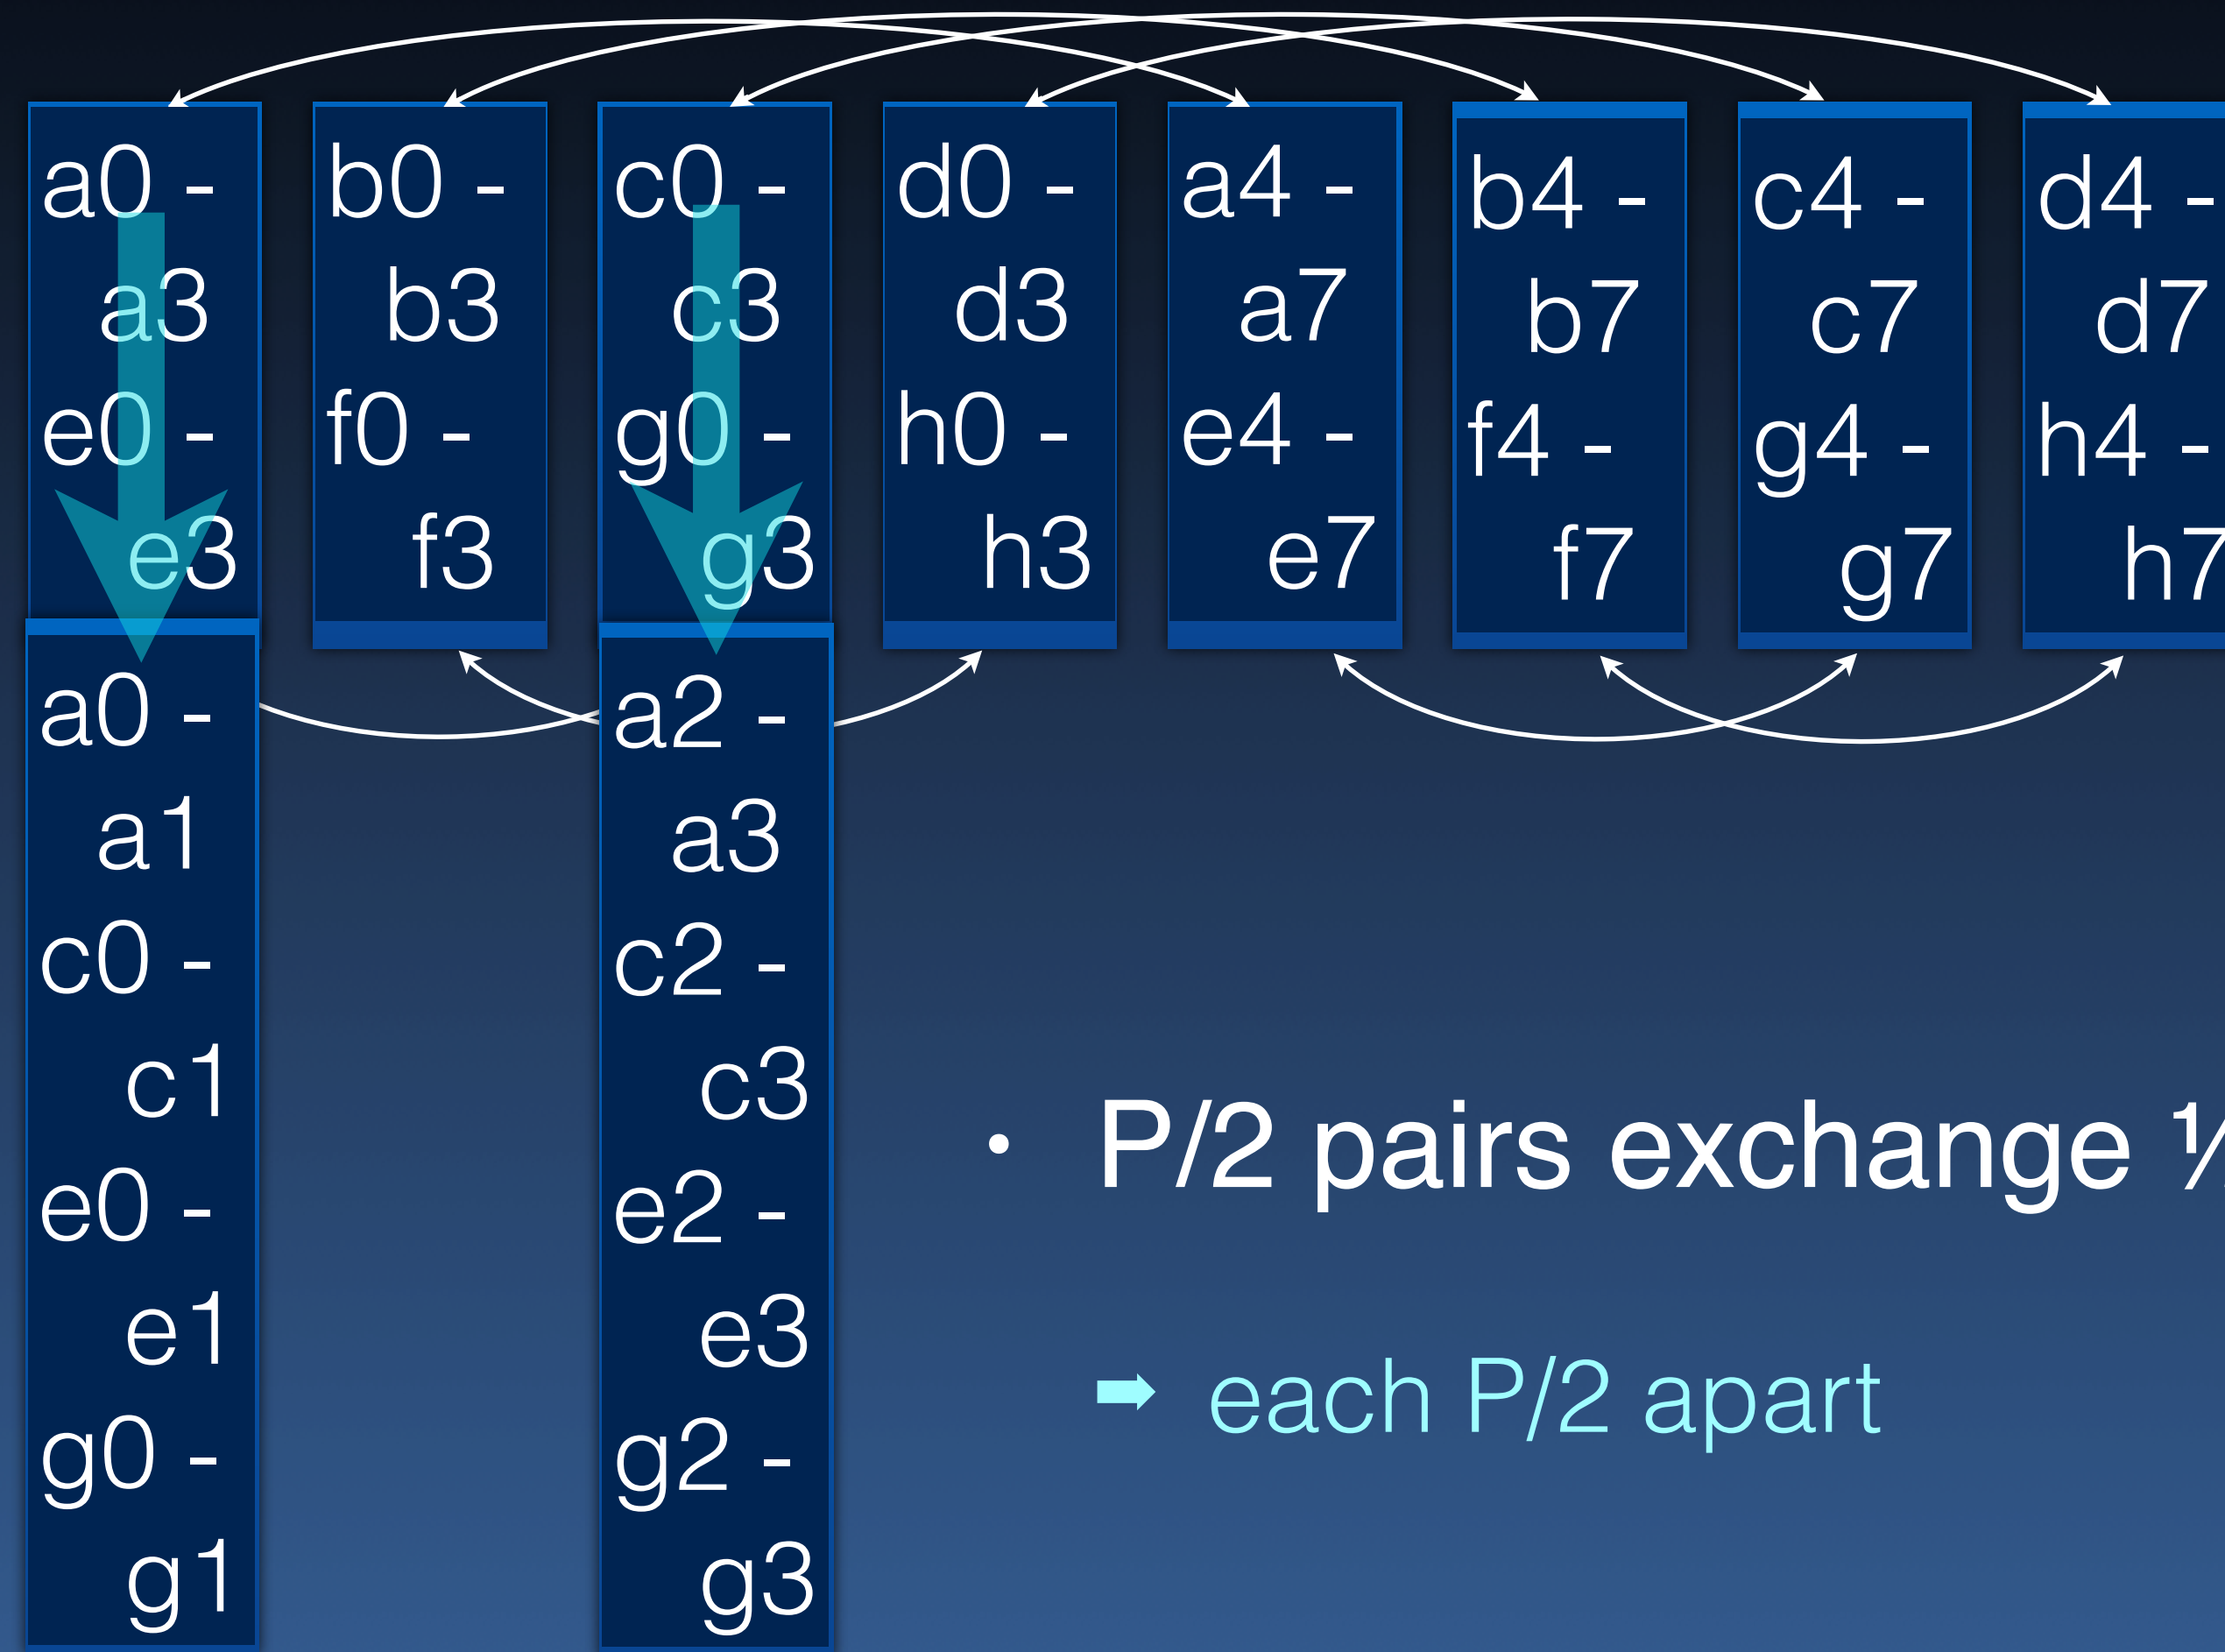 a0 -
a3
e0 -
e3
b0 -
b3
f0 -
f3
c0 -
c3
g0 -
g3
d0 -
d3
h0 -
h3
a4 -
a7
e4 -
e7
b4 -
b7
f4 -
f7
c4 -
c7
g4 -
g7
d4 -
d7
h4 -
h7
a0 -
a1
c0 -
c1
e0 -
e1
g0 -
g1
a2 -
a3
c2 -
c3
e2 -
e3
g2 -
g3
• P/2 pairs exchange
➡ each P/2 apart